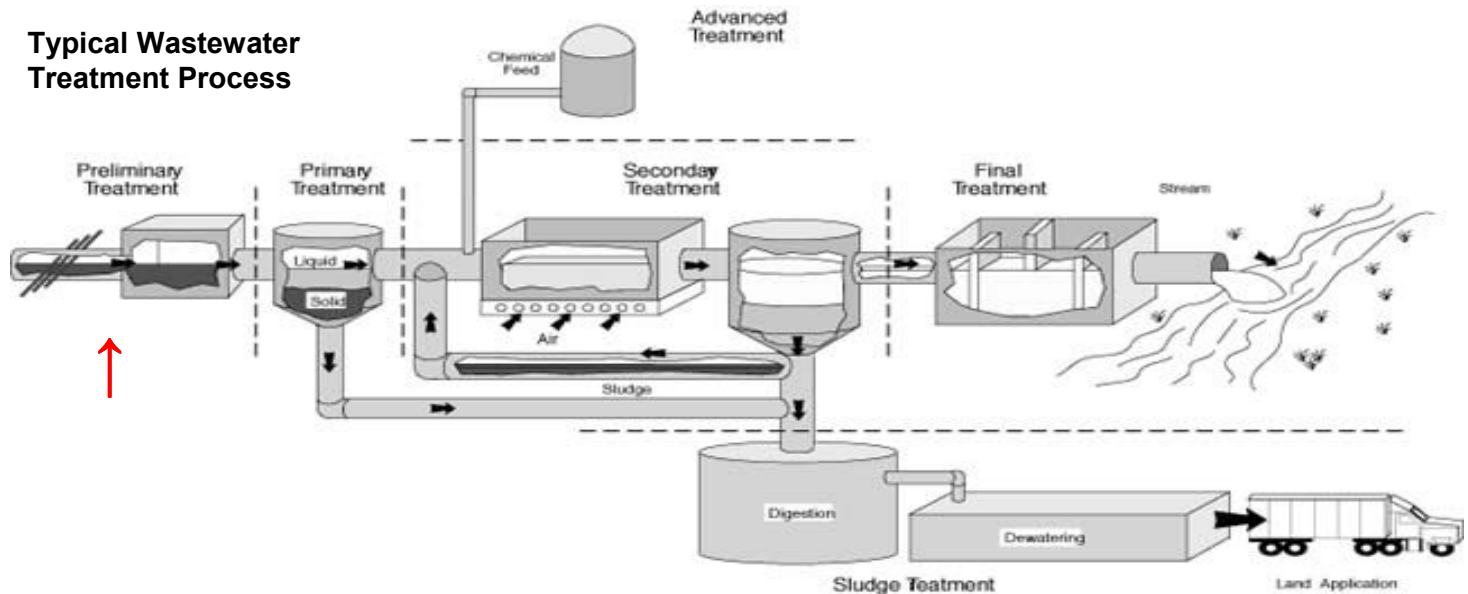 Typical Wastewater
Treatment Process
Advanced
Treatment
Chemical
Feed
Preliminary
Treatment
Primary
Treatment
Seconday
Treatment
Final
Treatment
Stream
Liquid
Solid
Air
Sludge
Digestion
Dewatering
Sludge Teatment
Land Application